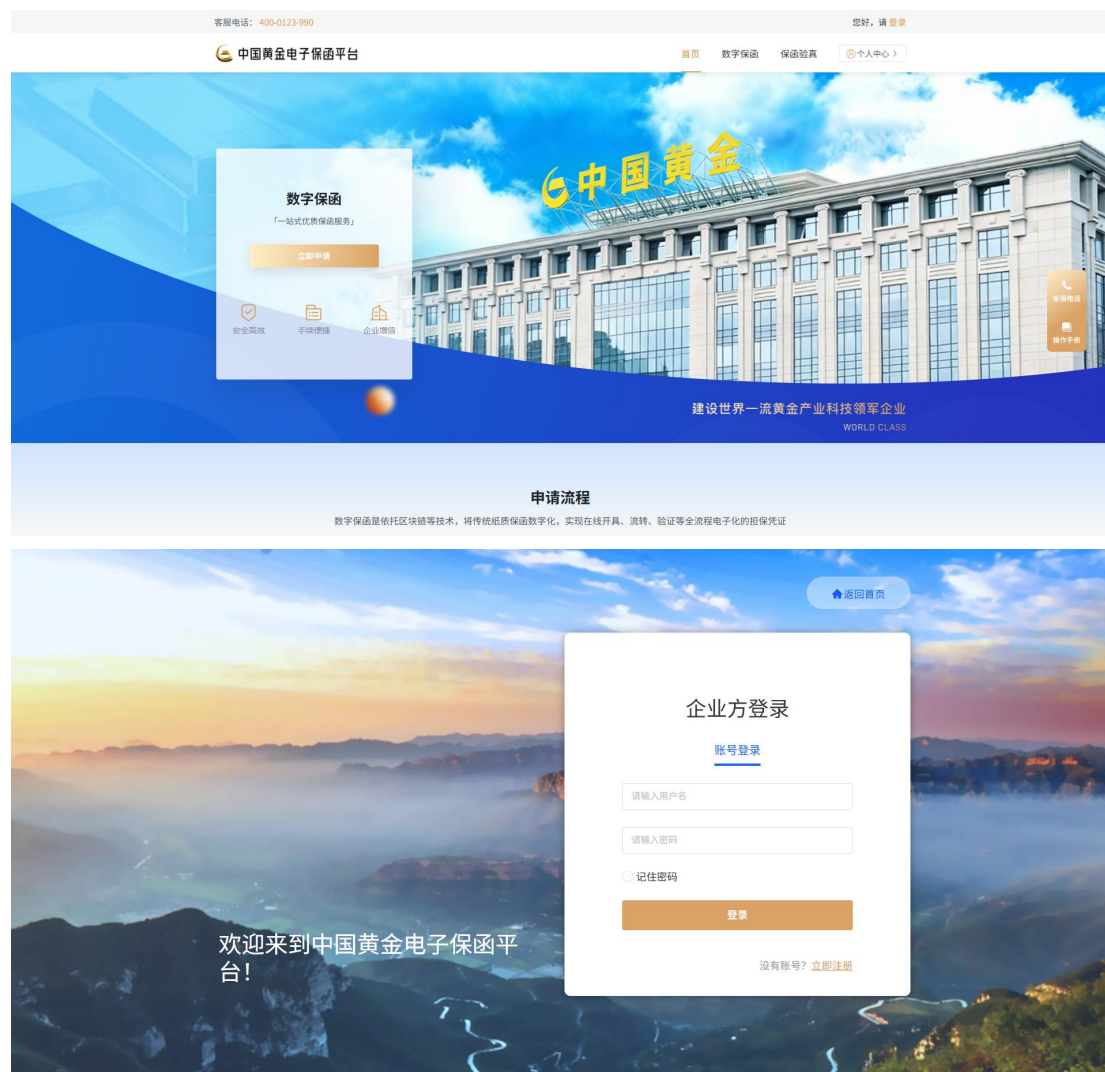 客服电话： 400-0123-990
您好，请 登录
中国黄金电子保函平台
首页 数字保函 保函验真 个人中心 >
中国黄金
数字保函
「一站式优质保函服务」
立即申请
安全高效 手续便捷 企业增信
客服电话
操作手册
建设世界一流黄金产业科技领军企业
WORLD CLASS
申请流程
数字保函是依托区块链等技术，将传统纸质保函数字化，实现在线开具、流转、验证等全流程电子化的担保凭证
返回首页
企业方登录
账号登录
请输入用户名
请输入密码
记住密码
登录
没有账号？立即注册
欢迎来到中国黄金电子保函平
台！